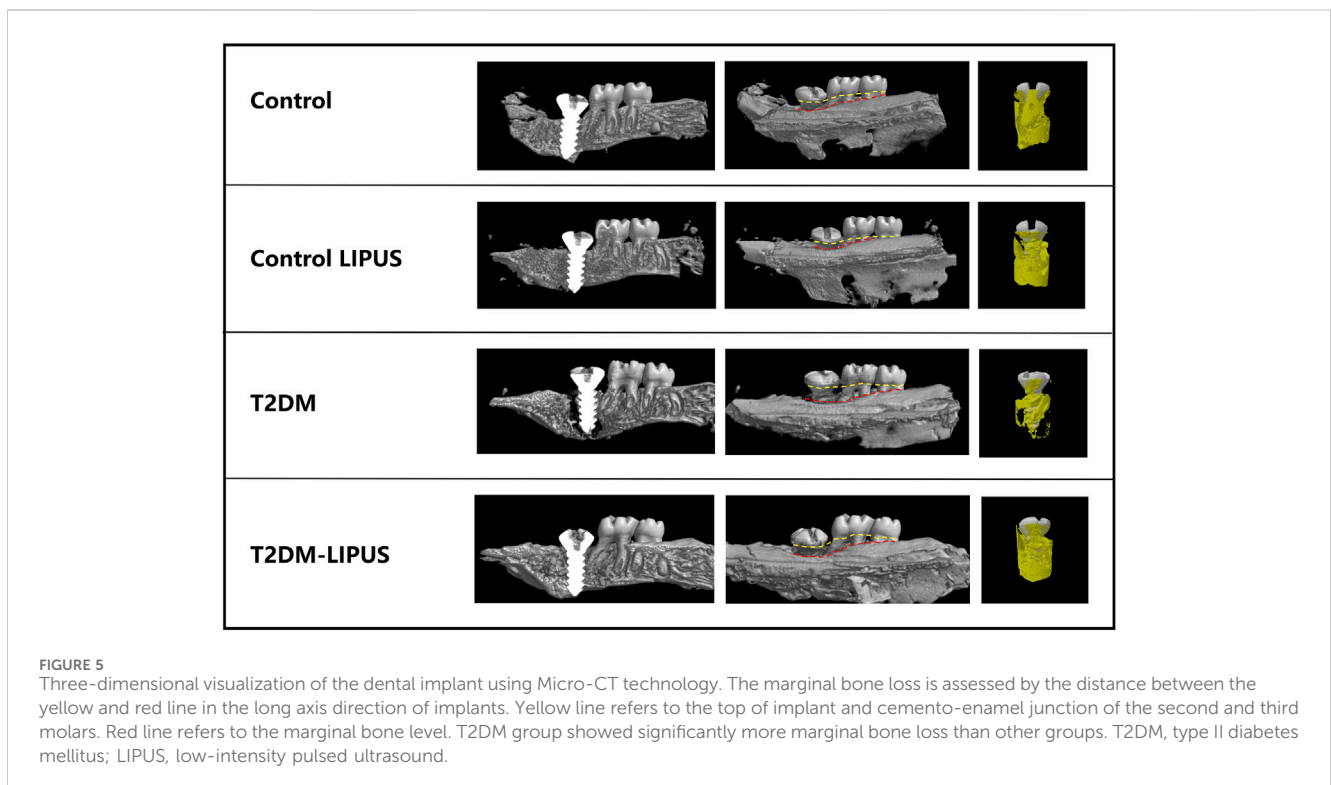 Control
Control LIPUS
T2DM
T2DM-LIPUS
FIGURE 5
Three-dimensional visualization of the dental implant using Micro-CT technology. The marginal bone loss is assessed by the distance between the
yellow and red line in the long axis direction of implants. Yellow line refers to the top of implant and cemento-enamel junction of the second and third
molars. Red line refers to the marginal bone level. T2DM group showed significantly more marginal bone loss than other groups. T2DM, type II diabetes
mellitus; LIPUS, low-intensity pulsed ultrasound.